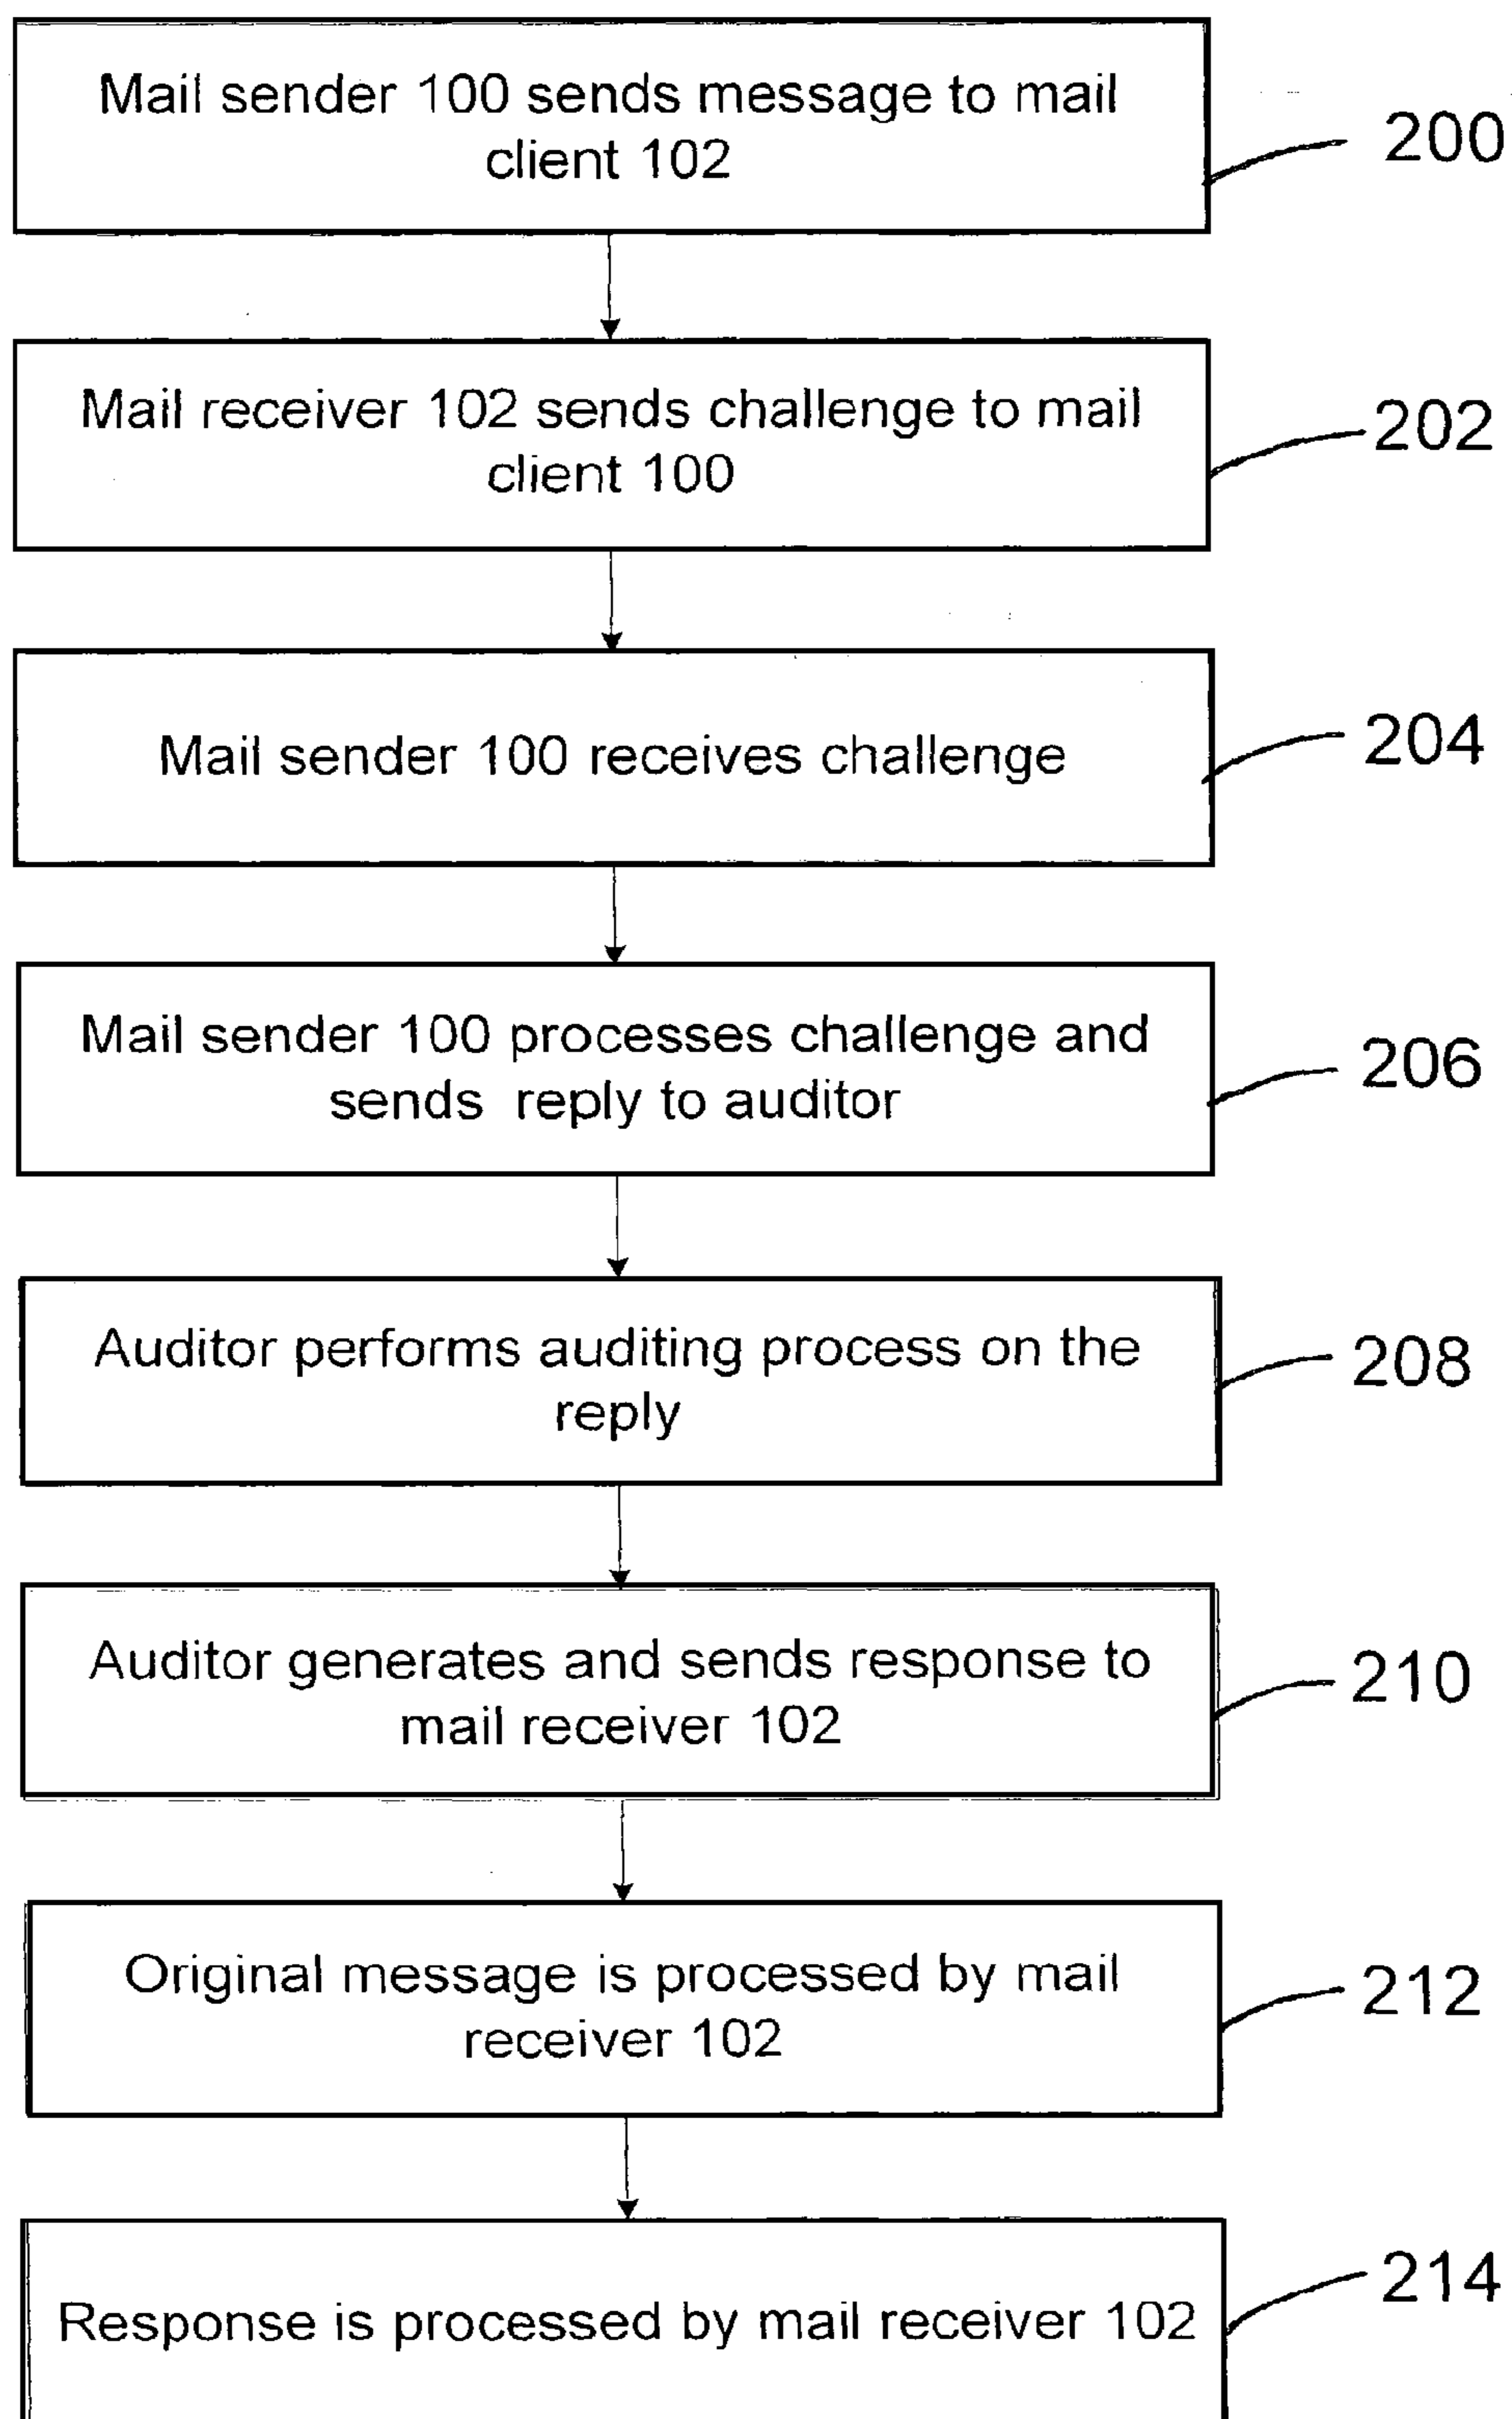 Mail sender 100 sends message to mail
client 102
200
Mail receiver 102 sends challenge to mail
client 100
202
Mail sender 100 receives challenge
204
Mail sender 100 processes challenge and
sends reply to auditor
206
Auditor performs auditing process on the
reply
208
Auditor generates and sends response to
mail receiver 102
210
Original message is processed by mail
receiver 102
212
Response is processed by mail receiver 102
214